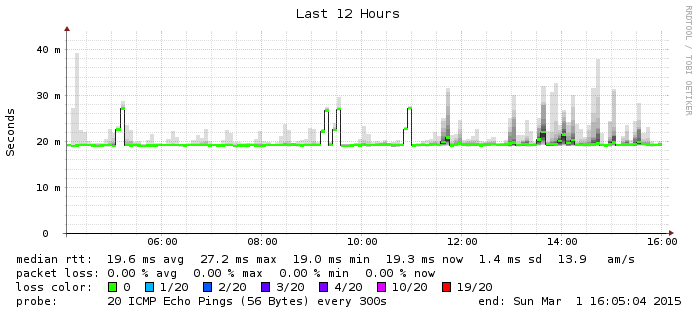 Last 12 Hours
RRDTOOL / TOBI OETIKER
Seconds
40 m
30 m
20 m
10 m
0
06:00 08:00 10:00 12:00 14:00 16:00
median rtt: 19.6 ms avg 27.2 ms max 19.0 ms min 19.3 ms now 1.4 ms sd 13.9 am/s
packet loss: 0.00 % avg 0.00 % max 0.00 % min 0.00 % now
loss color: 0 1/20 2/20 3/20 4/20 10/20 19/20
probe: 20 ICMP Echo Pings (56 Bytes) every 300s end: Sun Mar 1 16:05:04 2015